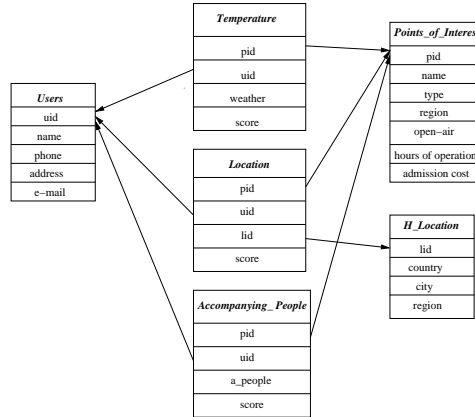 Temperature
pid
uid
weather
score
Points_of_Interest
pid
name
type
region
open-air
hours of operation
admission cost
Users
uid
name
phone
address
e-mail
Location
pid
uid
lid
score
H_Location
lid
country
city
region
Accompanying_People
pid
uid
a_people
score